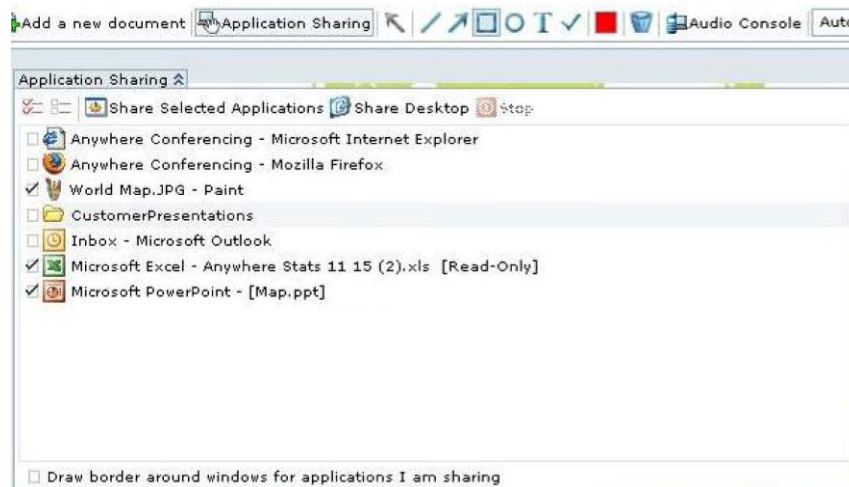 Add a new document Application Sharing T Audio Console Auto
Application Sharing
Share Selected Applications Share Desktop Stop
Anywhere Conferencing - Microsoft Internet Explorer
Anywhere Conferencing - Mozilla Firefox
World Map.JPG - Paint
CustomerPresentations
Inbox - Microsoft Outlook
Microsoft Excel - Anywhere Stats 11 15 (2).xls [Read-Only]
Microsoft PowerPoint - [Map.ppt]
Draw border around windows for applications I am sharing